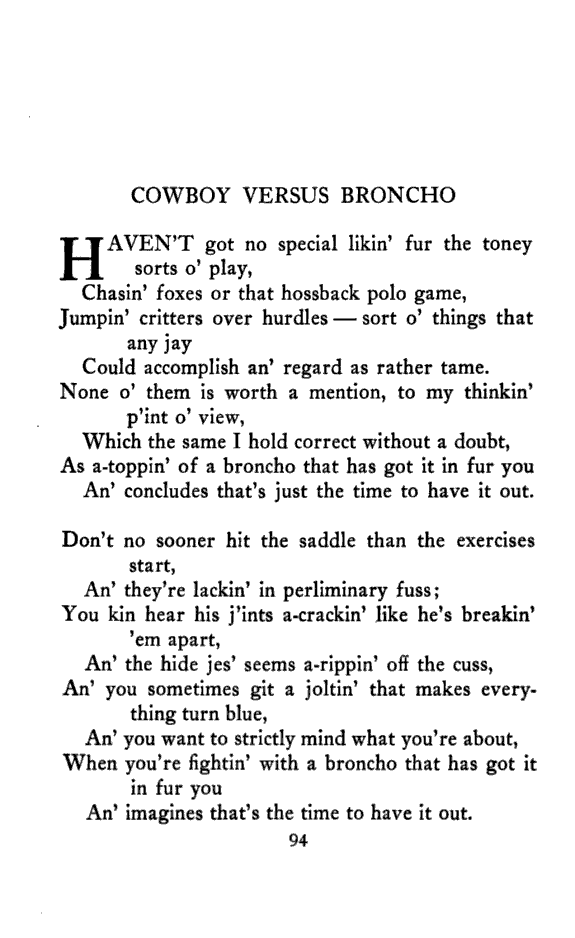 COWBOY VERSUS BRONCHO
HAVEN'T got no special likin' fur the toney
sorts o' play,
Chasin' foxes or that hossback polo game,
Jumpin' critters over hurdles — sort o' things that
any jay
Could accomplish an' regard as rather tame.
None o' them is worth a mention, to my thinkin'
p'int o' view,
Which the same I hold correct without a doubt,
As a-toppin' of a broncho that has got it in fur you
An' concludes that's just the time to have it out.
Don't no sooner hit the saddle than the exercises
start,
An' they're lackin' in perliminary fuss;
You kin hear his j'ints a-crackin' like he's breakin'
'em apart,
An' the hide jes' seems a-rippin' off the cuss,
An' you sometimes git a joltin' that makes every-
thing turn blue,
An' you want to strictly mind what you're about,
When you're fightin' with a broncho that has got it
in fur you
An' imagines that's the time to have it out.
94